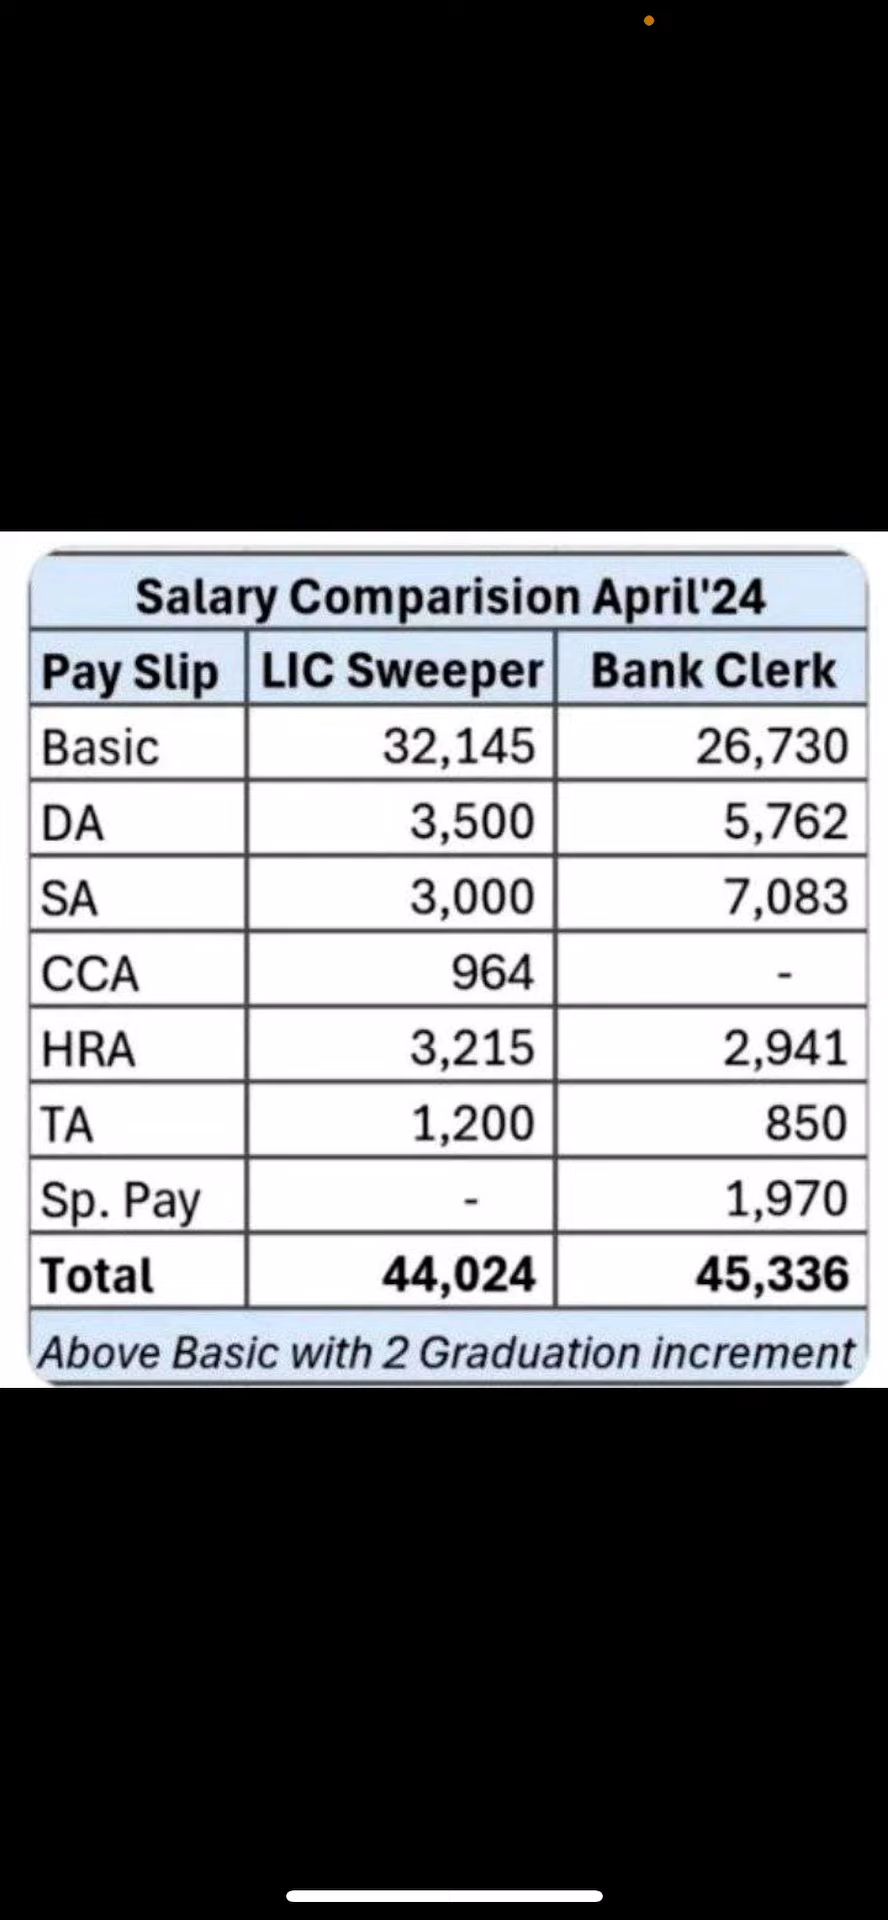 Salary Comparision April'24
Pay Slip LIC Sweeper Bank Clerk
Basic 32,145 26,730
DA 3,500 5,762
SA 3,000 7,083
CCA 964 -
HRA 3,215 2,941
TA 1,200 850
Sp. Pay - 1,970
Total 44,024 45,336
Above Basic with 2 Graduation increment